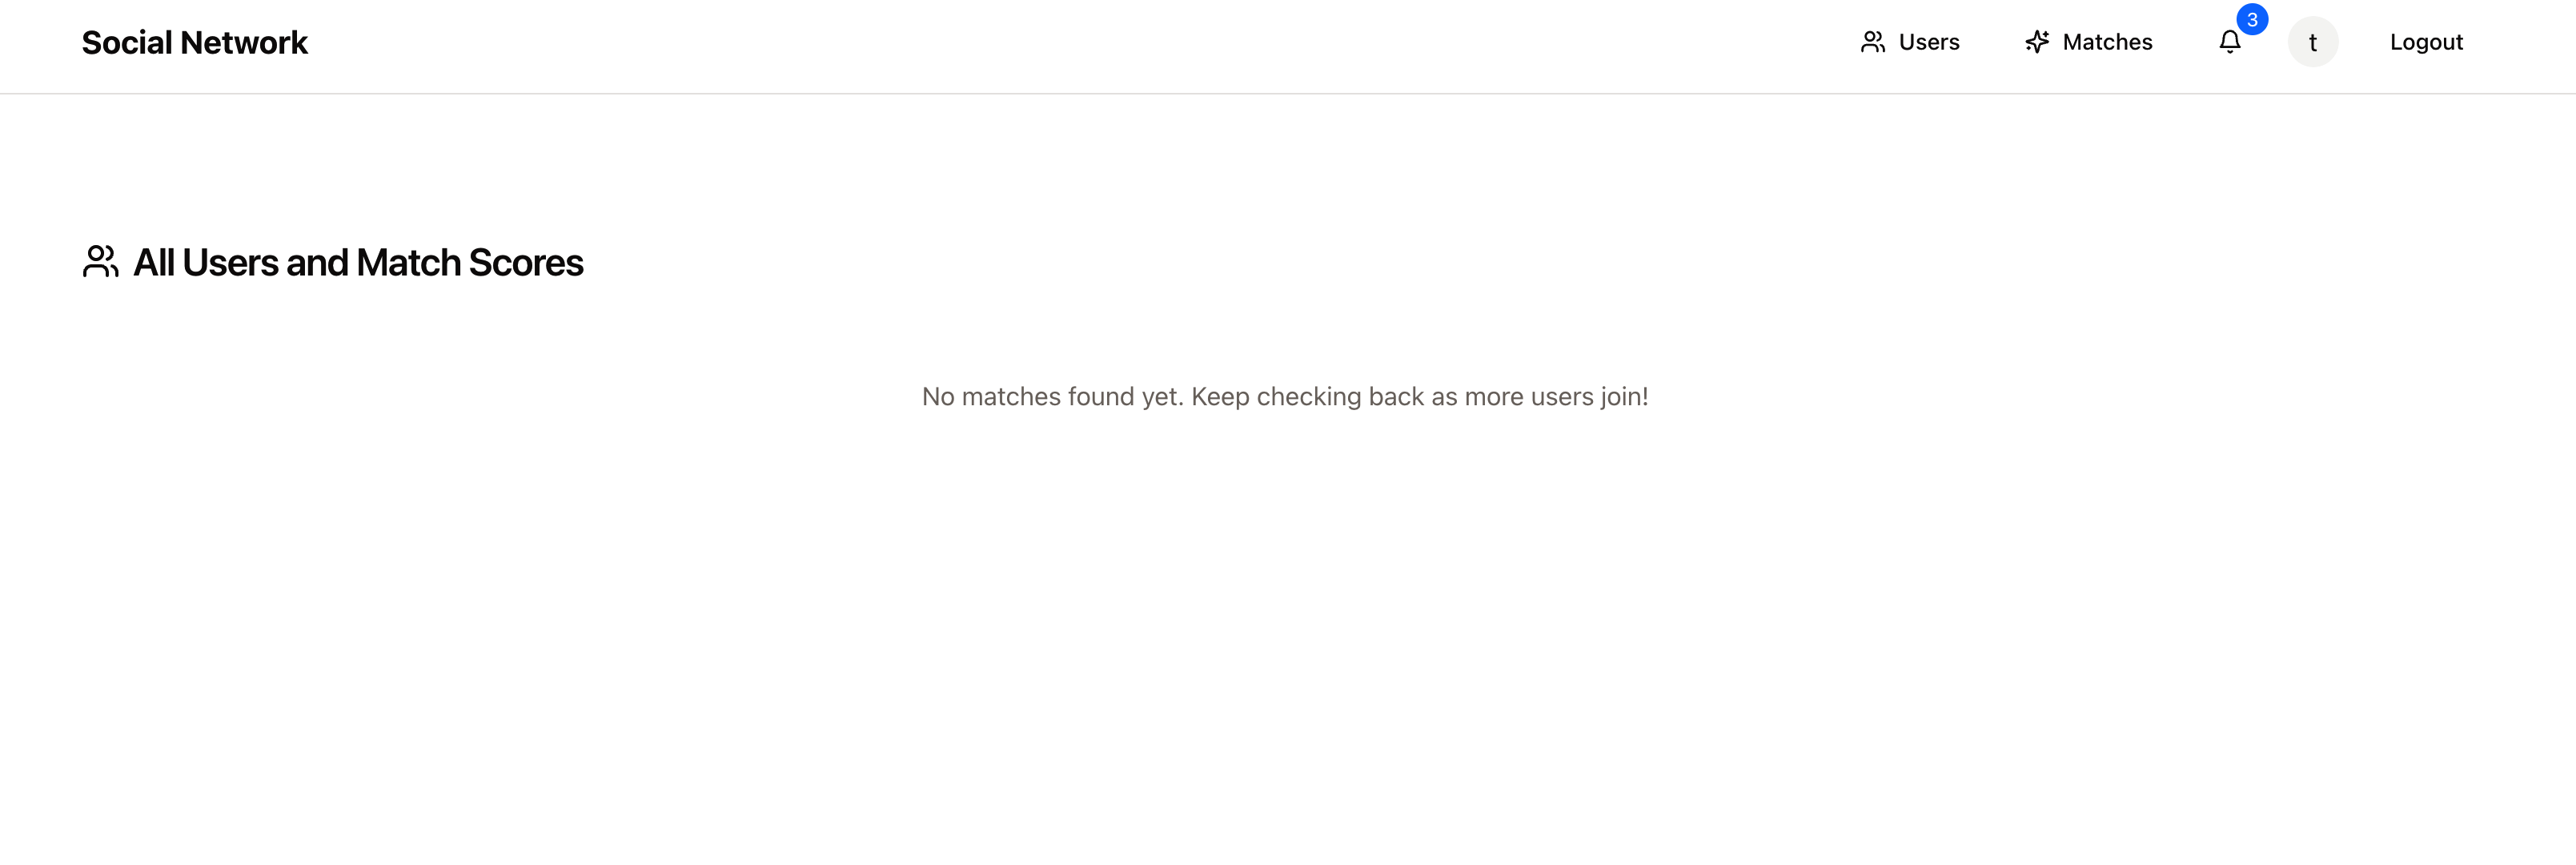 Social Network
Users
Matches
3
t
Logout
All Users and Match Scores
No matches found yet. Keep checking back as more users join!